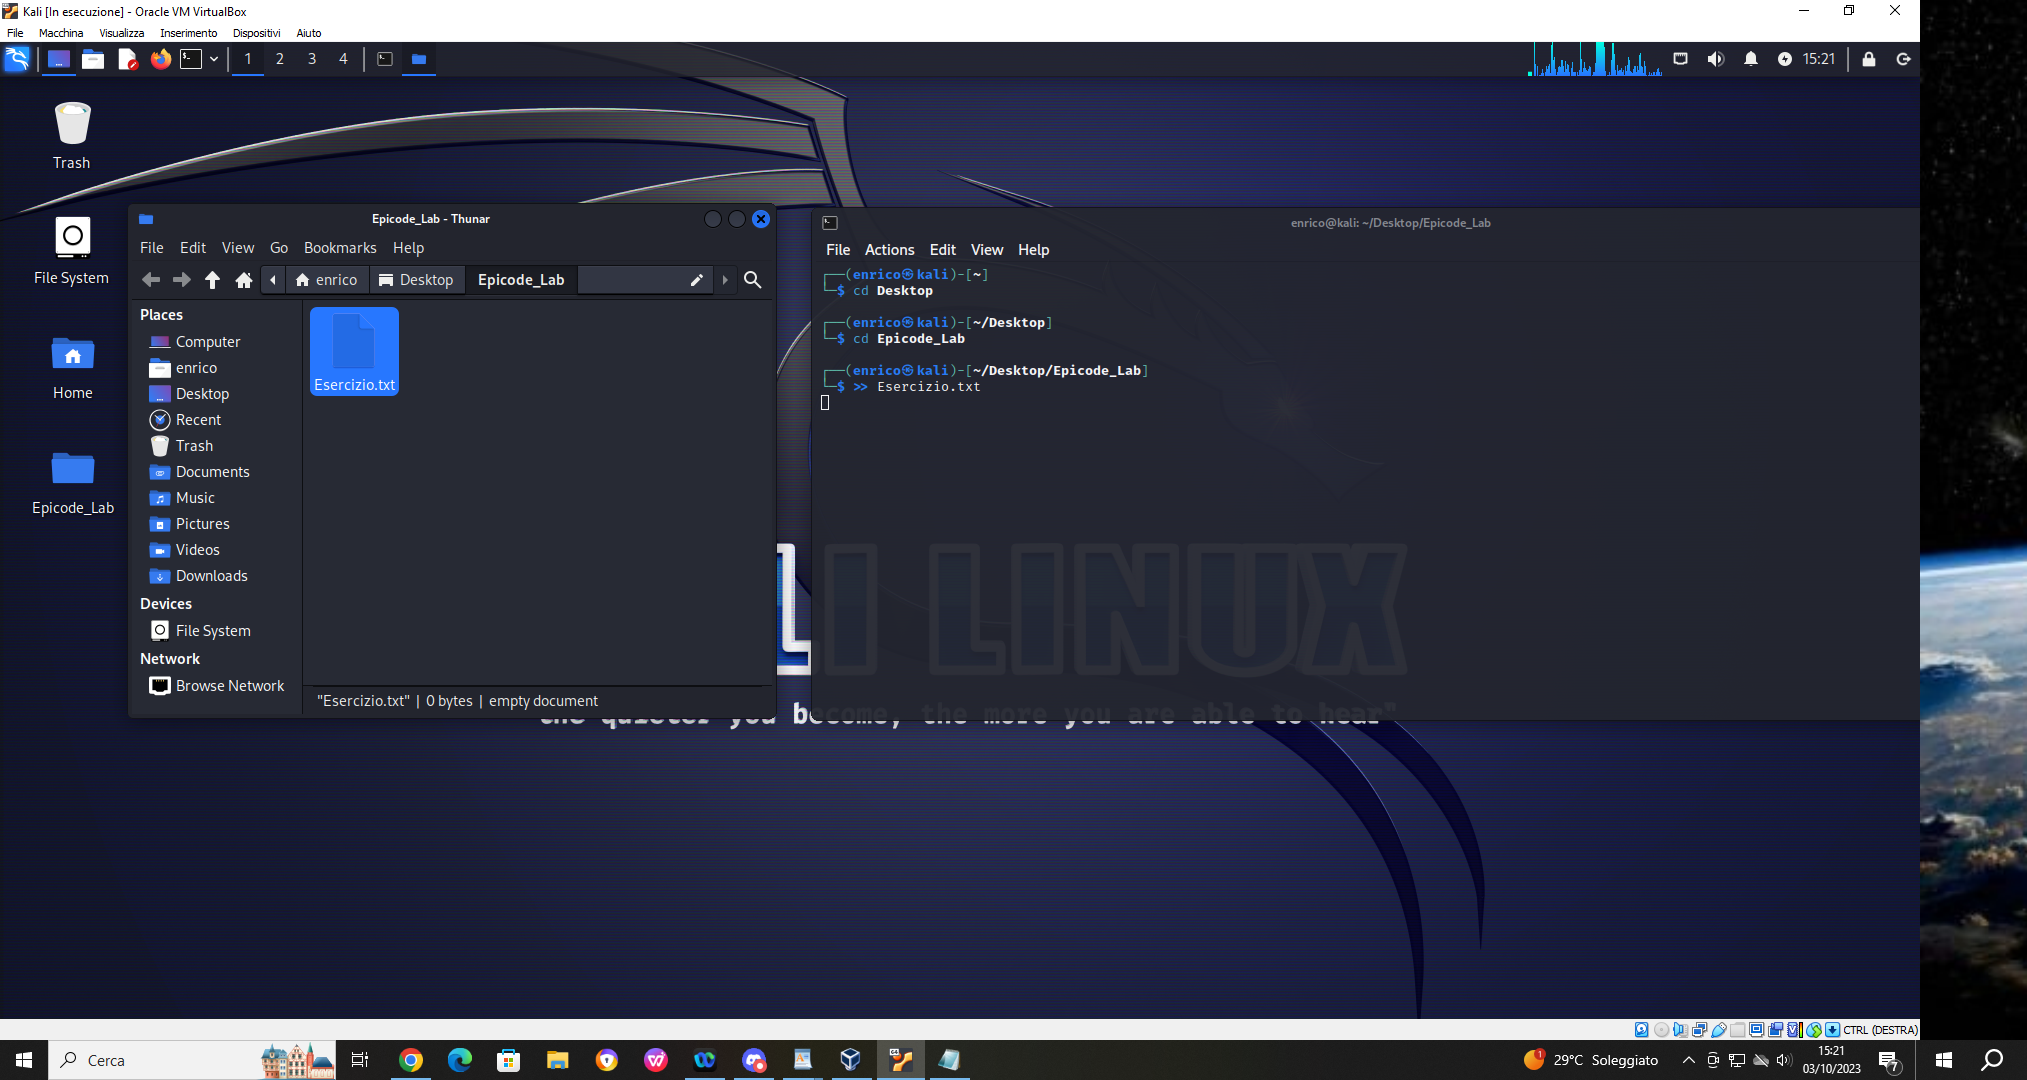 Kali [In esecuzione] - Oracle VM VirtualBox
File Macchina Visualizza Inserimento Dispositivi Aiuto
1 2 3 4
15:21
Trash
File System
Home
Epicode_Lab
Epicode_Lab - Thunar
File Edit View Go Bookmarks Help
enrico Desktop Epicode_Lab
Places
Computer
enrico
Desktop
Recent
Trash
Documents
Music
Pictures
Videos
Downloads
Devices
File System
Network
Browse Network
Esercizio.txt
"Esercizio.txt" | 0 bytes | empty document
enrico@kali: ~/Desktop/Epicode_Lab
File Actions Edit View Help
┌──(enrico㉿kali)-[~]
└─$ cd Desktop
┌──(enrico㉿kali)-[~/Desktop]
└─$ cd Epicode_Lab
┌──(enrico㉿kali)-[~/Desktop/Epicode_Lab]
└─$ >> Esercizio.txt
LI LINUX
the quieter you become, the more you are able to hear"
CTRL (DESTRA)
Cerca
1
29°C Soleggiato
15:21
03/10/2023
7